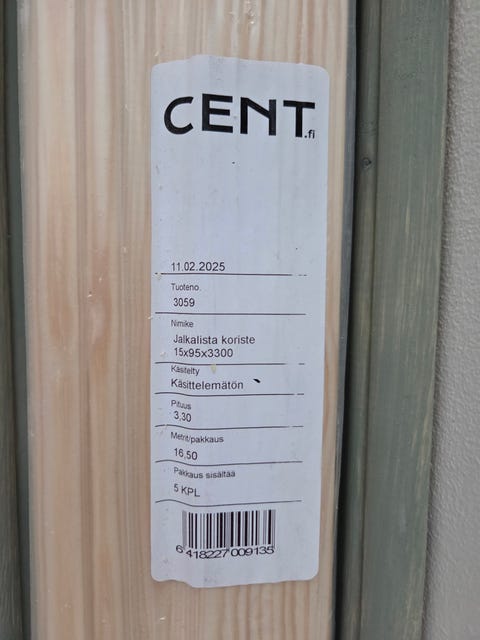 CENT.fi
11.02.2025
Tuoteno.
3059
Nimike
Jalkalista koriste
15x95x3300
Käsitelty
Käsittelemätön
Pituus
3,30
Metrit/pakkaus
16,50
Pakkaus sisältää
5 KPL
6 418227 009135